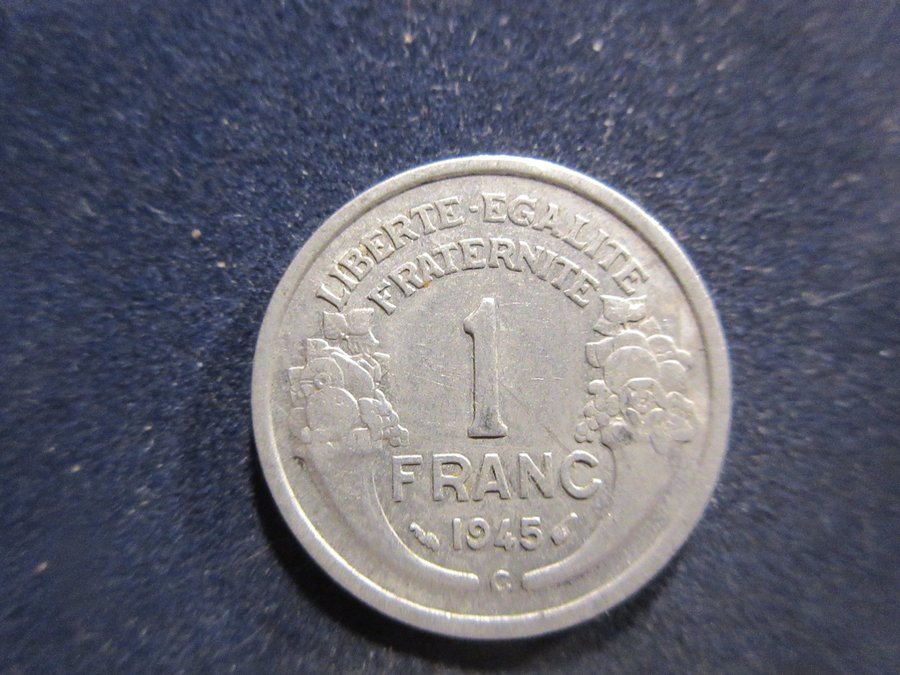 LIBERTE·EGALITE
FRATERNITE
1
FRANC
1945
C